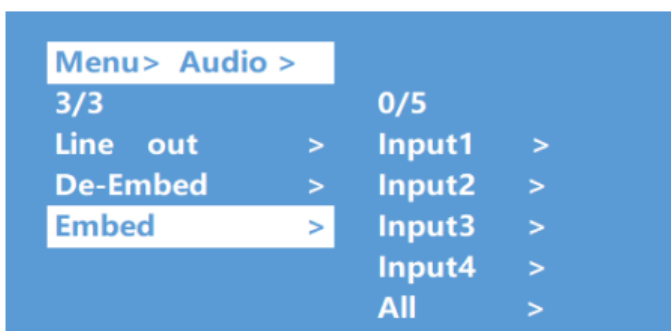 Menu> Audio >
3/3 0/5
Line out > Input1 >
De-Embed > Input2 >
Embed > Input3 >
Input4 >
All >